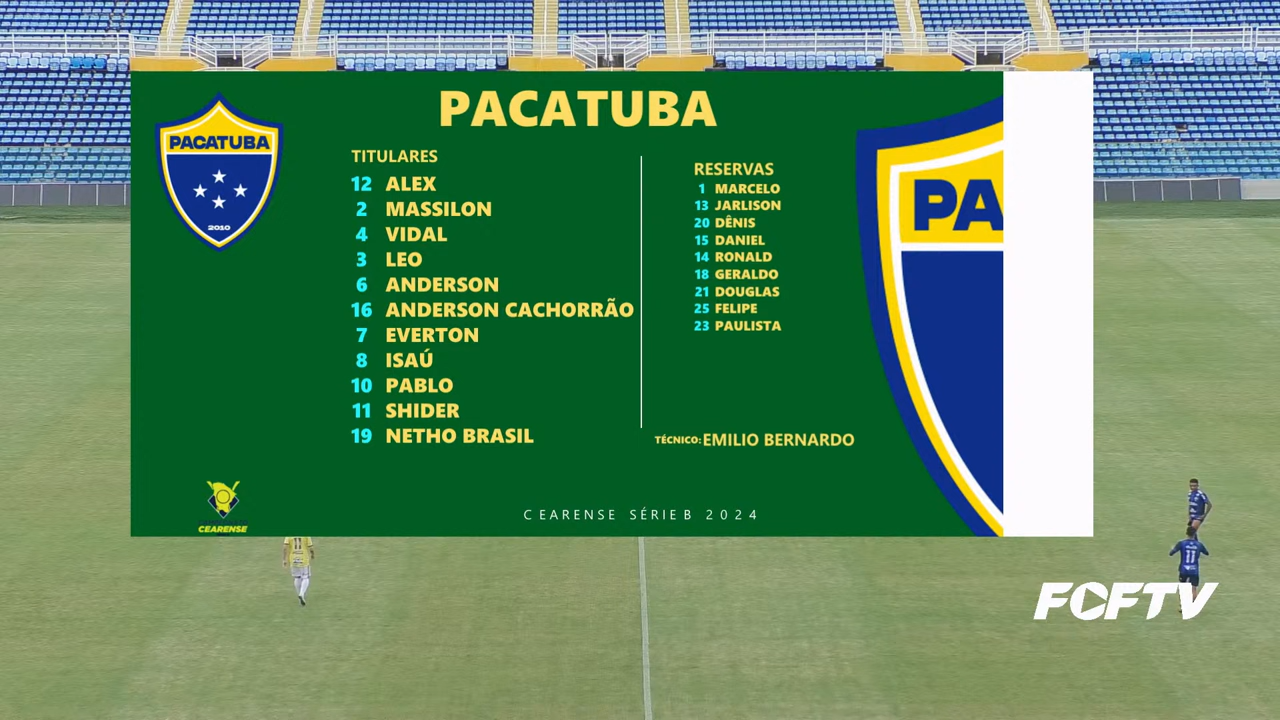 PACATUBA
PACATUBA
2010
TITULARES
12 ALEX
2 MASSILON
4 VIDAL
3 LEO
6 ANDERSON
16 ANDERSON CACHORRÃO
7 EVERTON
8 ISAÚ
10 PABLO
11 SHIDER
19 NETHO BRASIL
RESERVAS
1 MARCELO
13 JARLISON
20 DÊNIS
15 DANIEL
14 RONALD
18 GERALDO
21 DOUGLAS
25 FELIPE
23 PAULISTA
TÉCNICO: EMILIO BERNARDO
PA
CEARENSE
CEARENSE SÉRIE B 2024
11
11
FCFTV